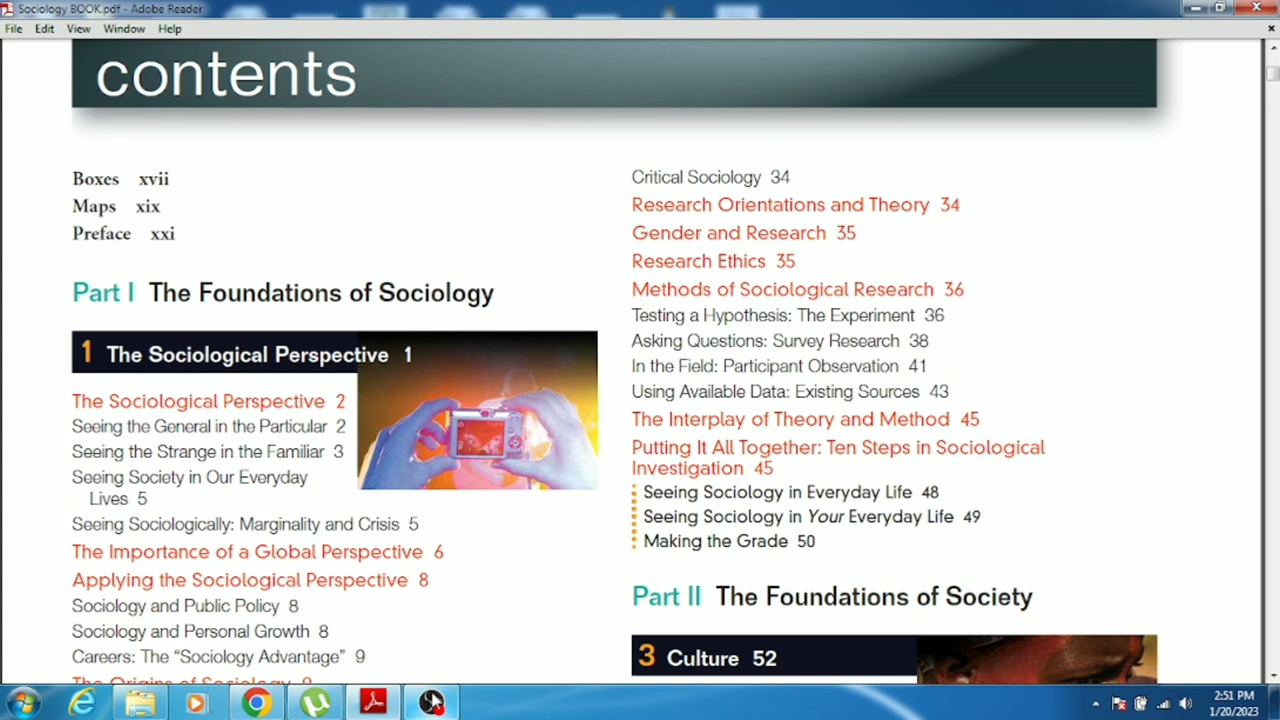 Sociology BOOK.pdf - Adobe Reader
File Edit View Window Help
contents
Boxes xvii
Maps xix
Preface xxi
Part I The Foundations of Sociology
1 The Sociological Perspective 1
The Sociological Perspective 2
Seeing the General in the Particular 2
Seeing the Strange in the Familiar 3
Seeing Society in Our Everyday
Lives 5
Seeing Sociologically: Marginality and Crisis 5
The Importance of a Global Perspective 6
Applying the Sociological Perspective 8
Sociology and Public Policy 8
Sociology and Personal Growth 8
Careers: The “Sociology Advantage” 9
The Origins of Sociology 9
Critical Sociology 34
Research Orientations and Theory 34
Gender and Research 35
Research Ethics 35
Methods of Sociological Research 36
Testing a Hypothesis: The Experiment 36
Asking Questions: Survey Research 38
In the Field: Participant Observation 41
Using Available Data: Existing Sources 43
The Interplay of Theory and Method 45
Putting It All Together: Ten Steps in Sociological
Investigation 45
Seeing Sociology in Everyday Life 48
Seeing Sociology in Your Everyday Life 49
Making the Grade 50
Part II The Foundations of Society
3 Culture 52
2:51 PM
1/20/2023